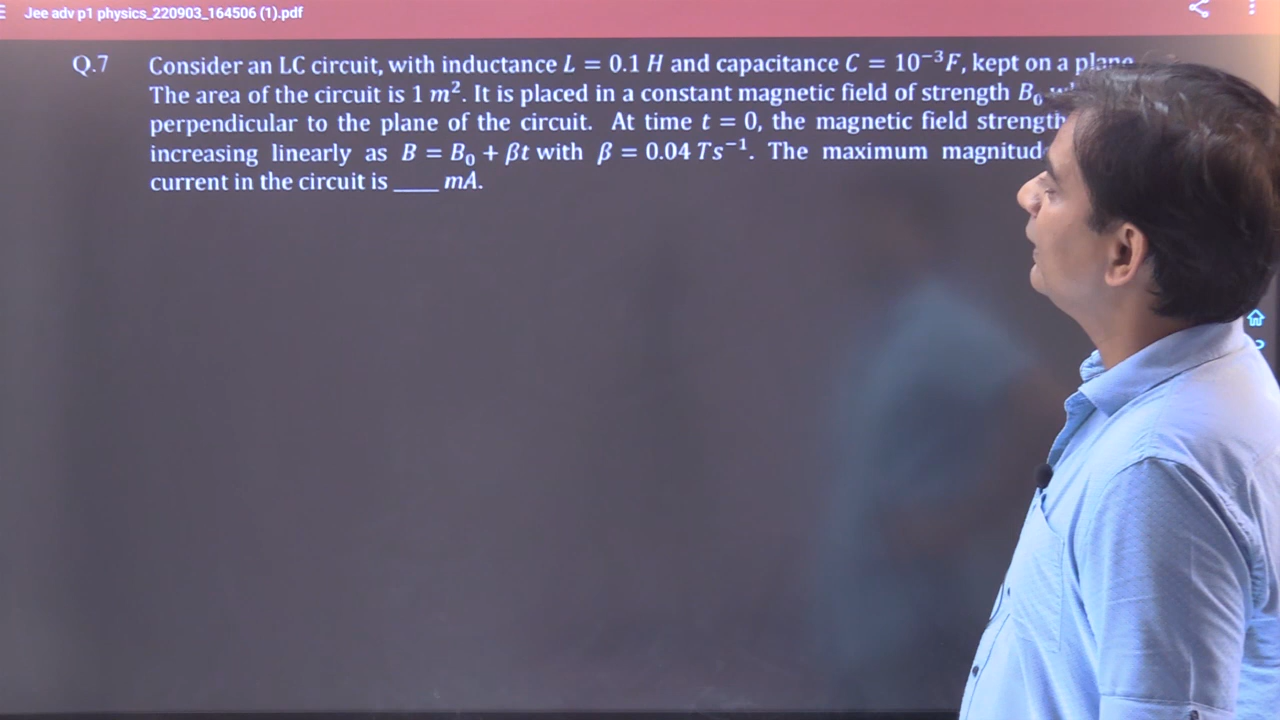 Jee adv p1 physics_220903_164506 (1).pdf
Q.7 Consider an LC circuit, with inductance L = 0.1 H and capacitance C = 10⁻³F, kept on a plane
The area of the circuit is 1 m². It is placed in a constant magnetic field of strength B₀
perpendicular to the plane of the circuit. At time t = 0, the magnetic field strength
increasing linearly as B = B₀ + βt with β = 0.04 Ts⁻¹. The maximum
current in the circuit is ____ mA.